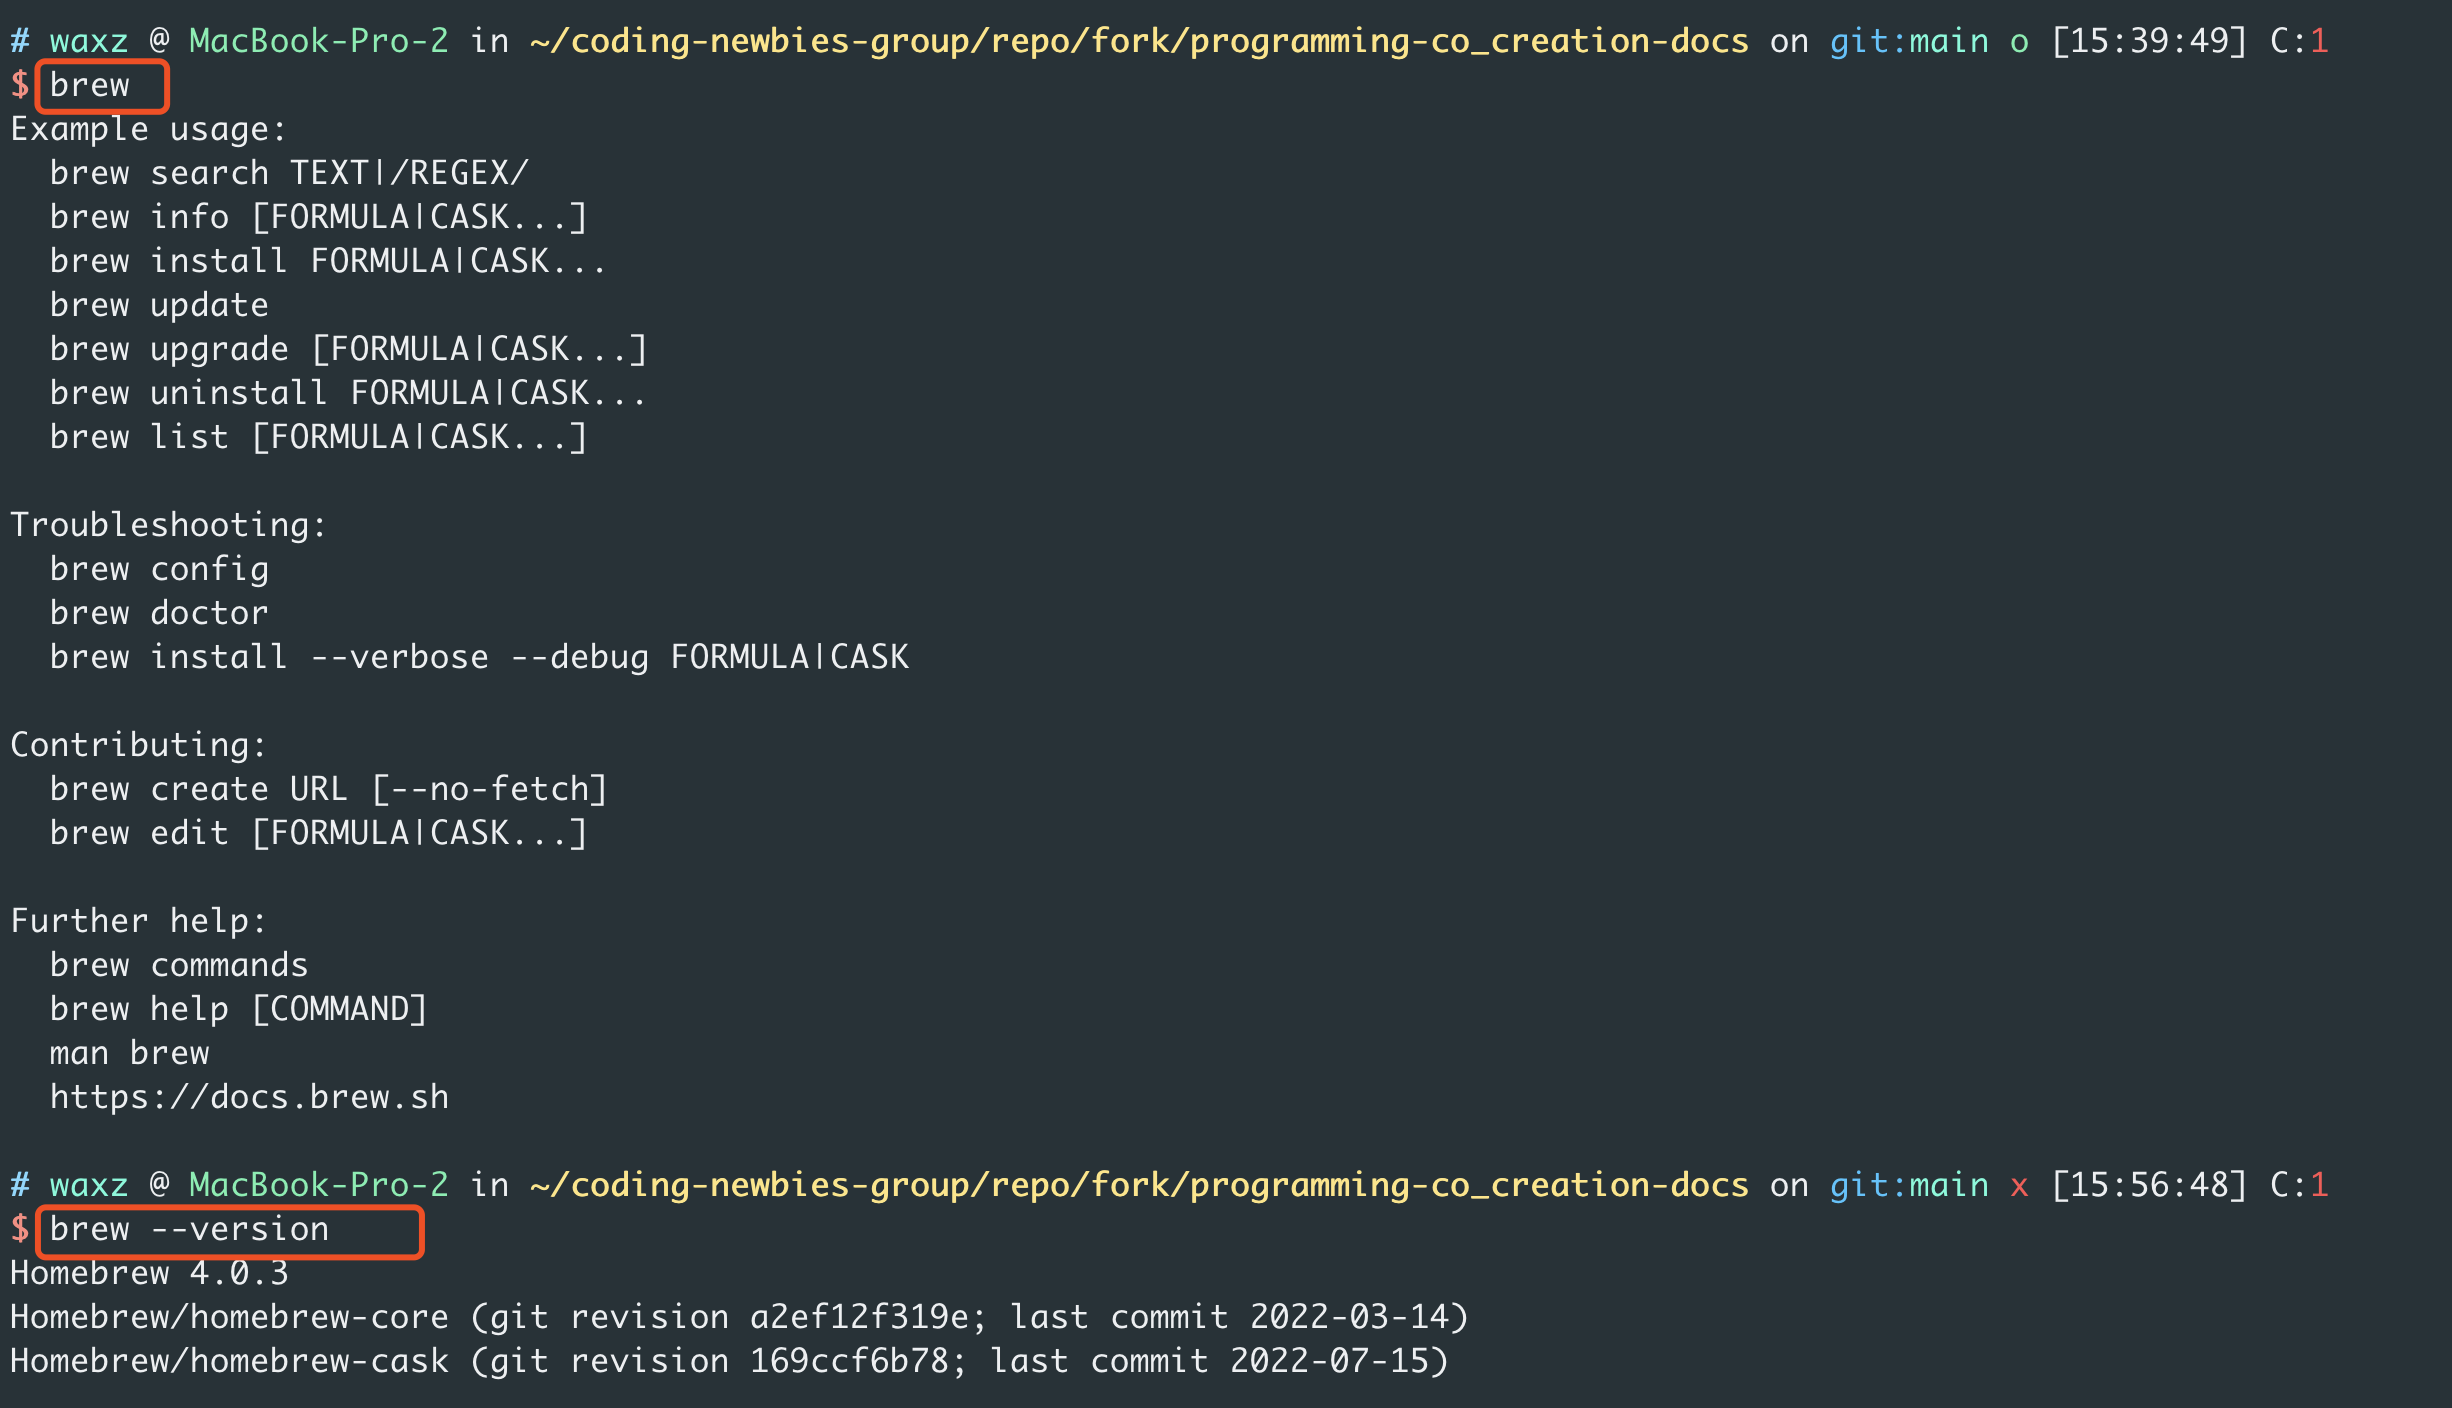 # waxz @ MacBook-Pro-2 in ~/coding-newbies-group/repo/fork/programming-co_creation-docs on git:main o [15:39:49] C:1
$ brew
Example usage:
  brew search TEXT|/REGEX/
  brew info [FORMULA|CASK...]
  brew install FORMULA|CASK...
  brew update
  brew upgrade [FORMULA|CASK...]
  brew uninstall FORMULA|CASK...
  brew list [FORMULA|CASK...]

Troubleshooting:
  brew config
  brew doctor
  brew install --verbose --debug FORMULA|CASK

Contributing:
  brew create URL [--no-fetch]
  brew edit [FORMULA|CASK...]

Further help:
  brew commands
  brew help [COMMAND]
  man brew
  https://docs.brew.sh

# waxz @ MacBook-Pro-2 in ~/coding-newbies-group/repo/fork/programming-co_creation-docs on git:main x [15:56:48] C:1
$ brew --version
Homebrew 4.0.3
Homebrew/homebrew-core (git revision a2ef12f319e; last commit 2022-03-14)
Homebrew/homebrew-cask (git revision 169ccf6b78; last commit 2022-07-15)